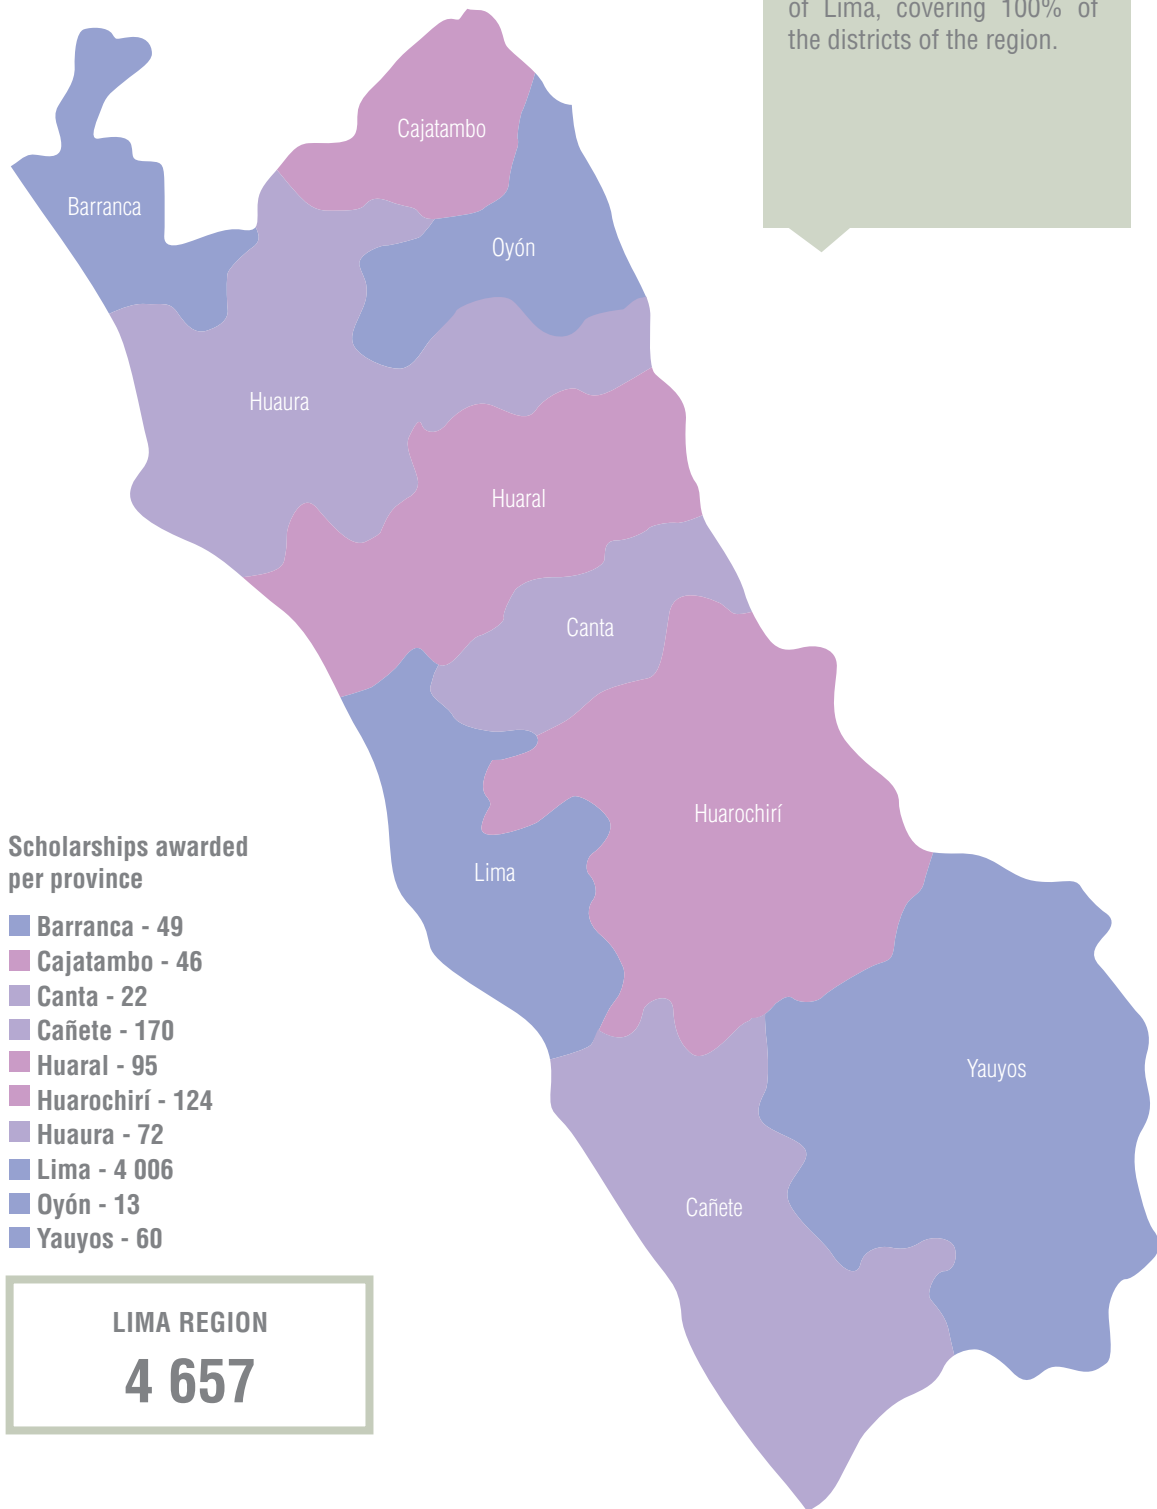 of Lima, covering 100% of
the districts of the region.
Cajatambo
Barranca
Oyón
Huaura
Huaral
Canta
Huarochirí
Lima
Yauyos
Cañete
Scholarships awarded
per province
Barranca - 49
Cajatambo - 46
Canta - 22
Cañete - 170
Huaral - 95
Huarochirí - 124
Huaura - 72
Lima - 4 006
Oyón - 13
Yauyos - 60
LIMA REGION
4 657